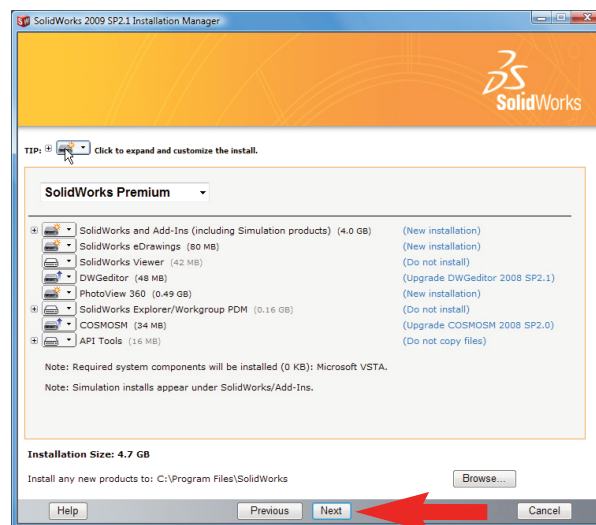 SolidWorks 2009 SP2.1 Installation Manager
SolidWorks
TIP: Click to expand and customize the install.
SolidWorks Premium
SolidWorks and Add-Ins (including Simulation products) (4.0 GB) (New installation)
SolidWorks eDrawings (80 MB) (New installation)
SolidWorks Viewer (42 MB) (Do not install)
DWGeditor (48 MB) (Upgrade DWGeditor 2008 SP2.1)
PhotoView 360 (0.49 GB) (New installation)
SolidWorks Explorer/Workgroup PDM (0.16 GB) (Do not install)
COSMOSM (34 MB) (Upgrade COSMOSM 2008 SP2.0)
API Tools (16 MB) (Do not copy files)
Note: Required system components will be installed (0 KB): Microsoft VSTA.
Note: Simulation installs appear under SolidWorks/Add-Ins.
Installation Size: 4.7 GB
Install any new products to: C:\Program Files\SolidWorks Browse...
Help Previous Next Cancel